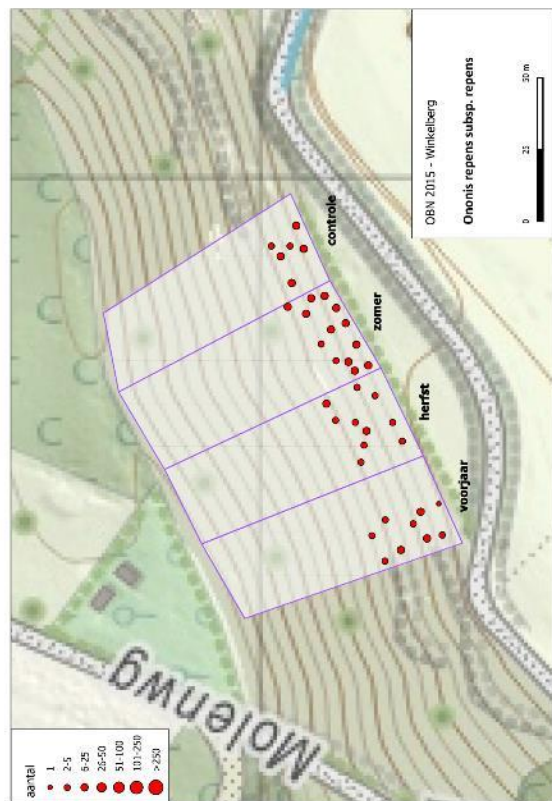 OBN 2015 - Winkelberg
Ononis repens subsp. repens
0 25 50 m
controle
zomer
herfst
voorjaar
Molenwg
aantal
1
2-5
6-25
26-50
51-100
101-250
>250